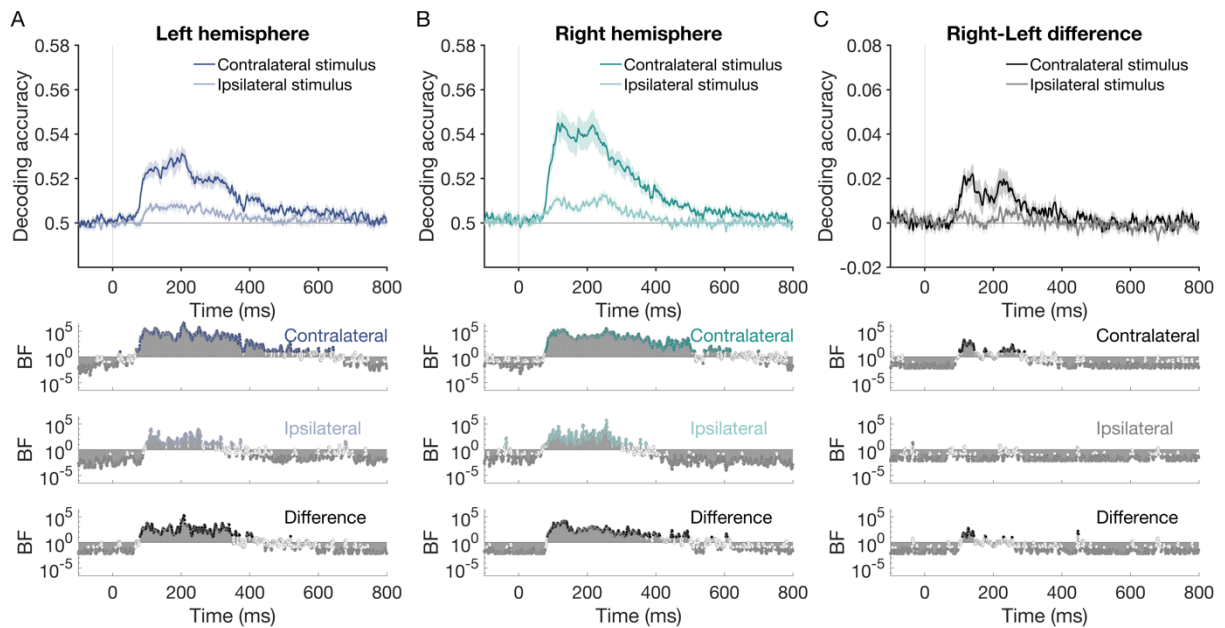 A
Left hemisphere
0.58
0.56
0.54
0.52
0.5
Decoding accuracy
Contralateral stimulus
Ipsilateral stimulus
0 200 400 600 800
Time (ms)
10^5
10^0
10^-5
BF
Contralateral
10^5
10^0
10^-5
BF
Ipsilateral
10^5
10^0
10^-5
BF
Difference
0 200 400 600 800
Time (ms)
B
Right hemisphere
0.58
0.56
0.54
0.52
0.5
Decoding accuracy
Contralateral stimulus
Ipsilateral stimulus
0 200 400 600 800
Time (ms)
10^5
10^0
10^-5
BF
Contralateral
10^5
10^0
10^-5
BF
Ipsilateral
10^5
10^0
10^-5
BF
Difference
0 200 400 600 800
Time (ms)
C
Right-Left difference
0.08
0.06
0.04
0.02
0
-0.02
Decoding accuracy
Contralateral stimulus
Ipsilateral stimulus
0 200 400 600 800
Time (ms)
10^5
10^0
10^-5
BF
Contralateral
10^5
10^0
10^-5
BF
Ipsilateral
10^5
10^0
10^-5
BF
Difference
0 200 400 600 800
Time (ms)